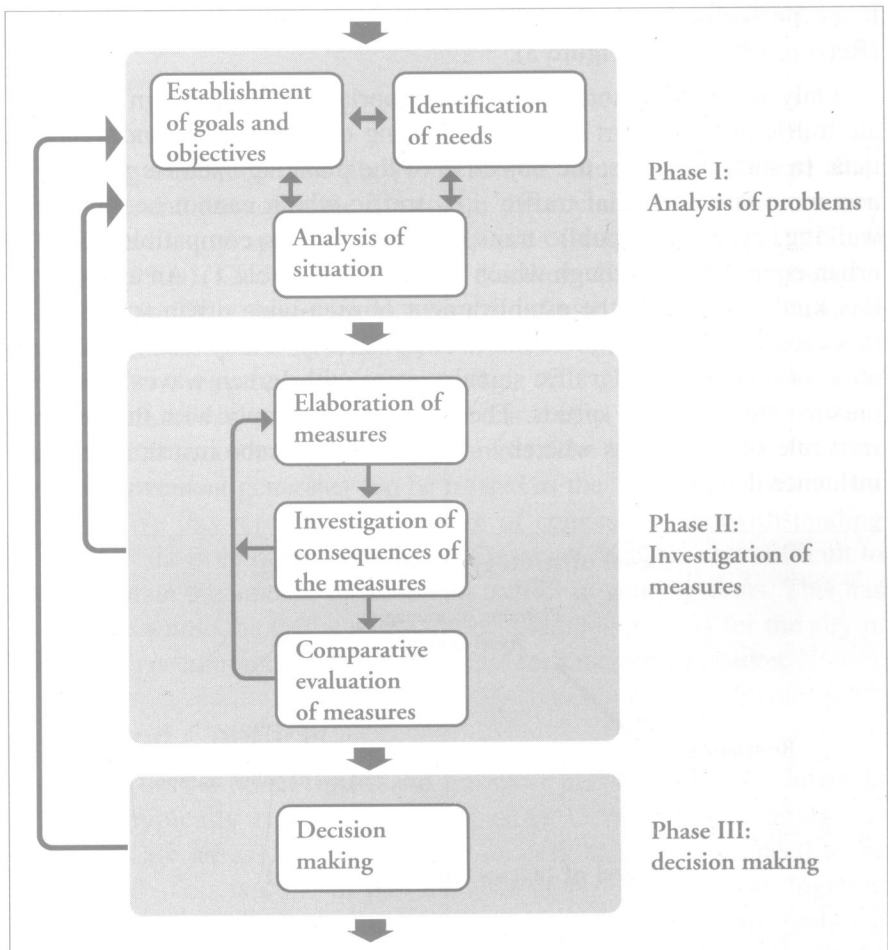 Establishment
of goals and
objectives
Identification
of needs
Analysis of
situation
Phase I:
Analysis of problems
Elaboration of
measures
Investigation of
consequences of
the measures
Comparative
evaluation
of measures
Phase II:
Investigation of
measures
Decision
making
Phase III:
decision making